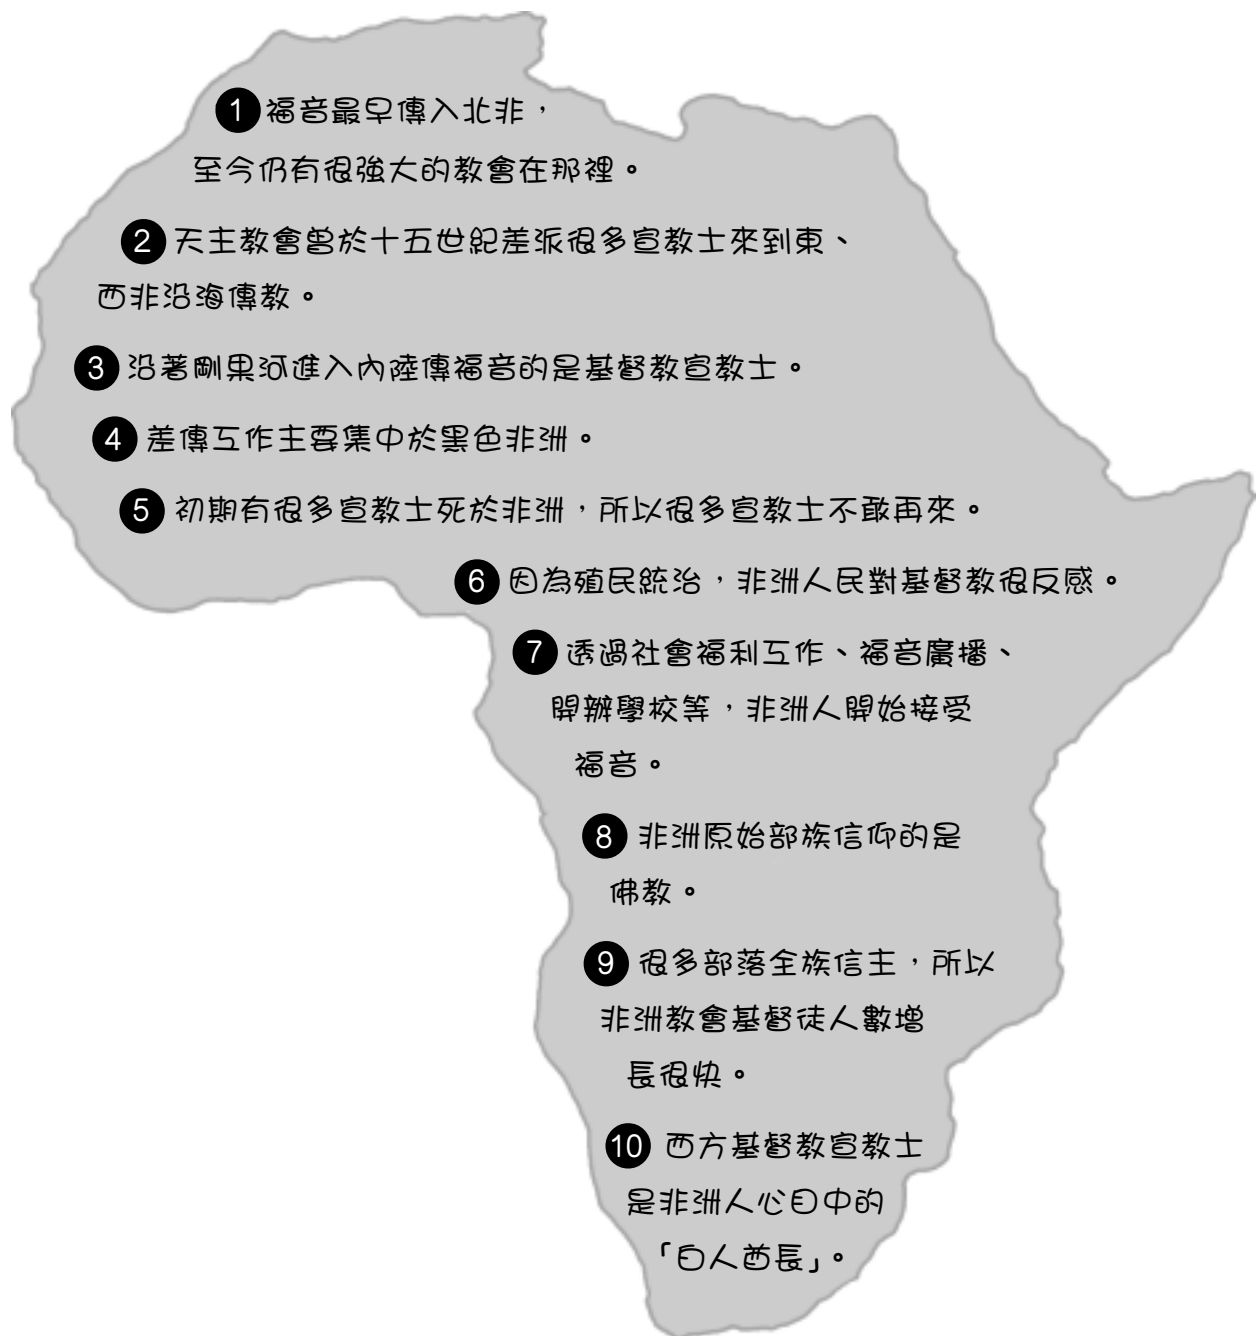 1 福音最早傳入北非，
至今仍有很強大的教會在那裡。
2 天主教會曾於十五世紀差派很多宣教士來到東、
西非沿海傳教。
3 沿著剛果河進入內陸傳福音的是基督教宣教士。
4 差傳工作主要集中於黑色非洲。
5 初期有很多宣教士死於非洲，所以很多宣教士不敢再來。
6 因為殖民統治，非洲人民對基督教很反感。
7 透過社會福利工作、福音廣播、
開辦學校等，非洲人開始接受
福音。
8 非洲原始部族信仰的是
佛教。
9 很多部落全族信主，所以
非洲教會基督徒人數增
長很快。
10 西方基督教宣教士
是非洲人心目中的
「白人酋長」。